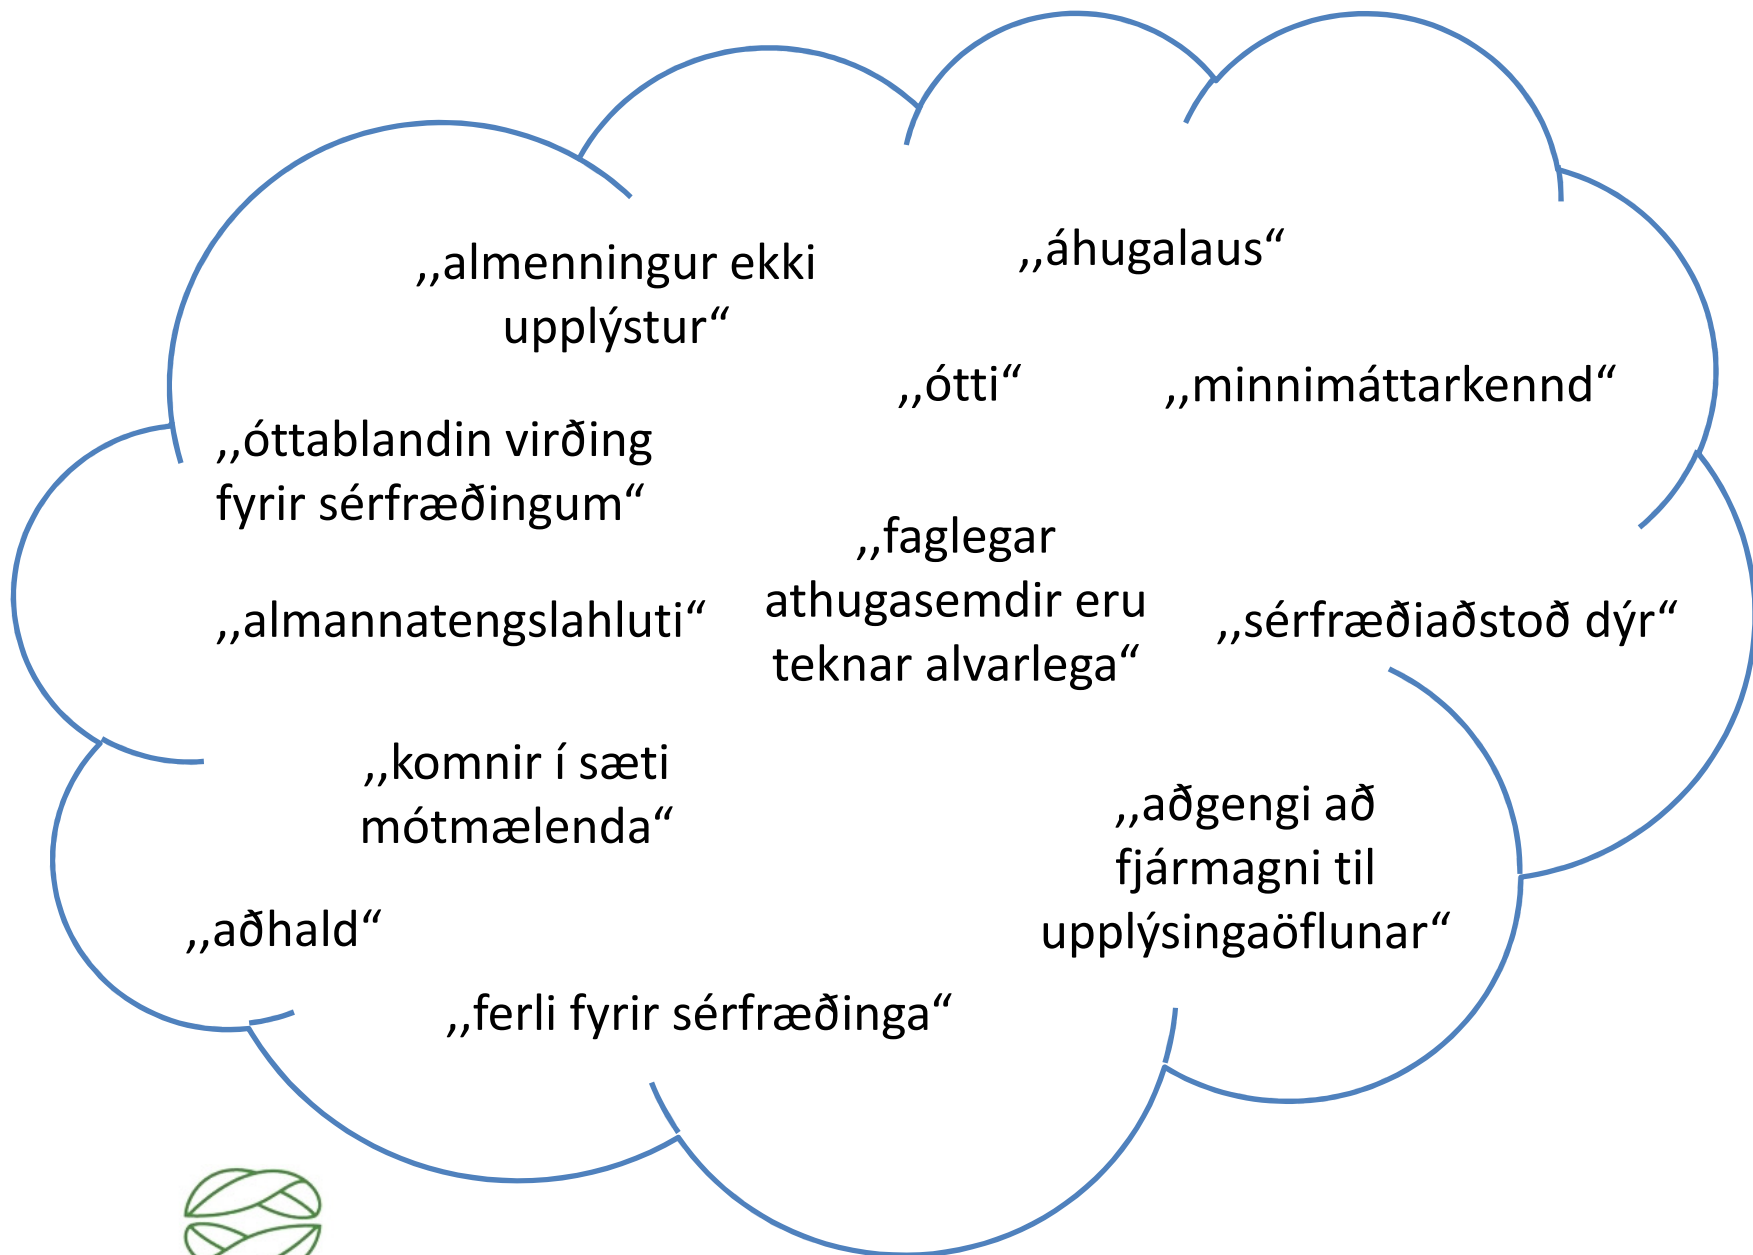 ,,almenningur ekki
upplýstur“
,,áhugalaus“
,,ótti“
,,minnimáttarkennd“
,,óttablandin virðing
fyrir sérfræðingum“
,,faglegar
athugasemdir eru
teknar alvarlega“
,,almannatengslahluti“
,,sérfræðiaðstoð dýr“
,,komnir í sæti
mótmælenda“
,,aðgengi að
fjármagni til
upplýsingaöflunar“
,,aðhald“
,,ferli fyrir sérfræðinga“